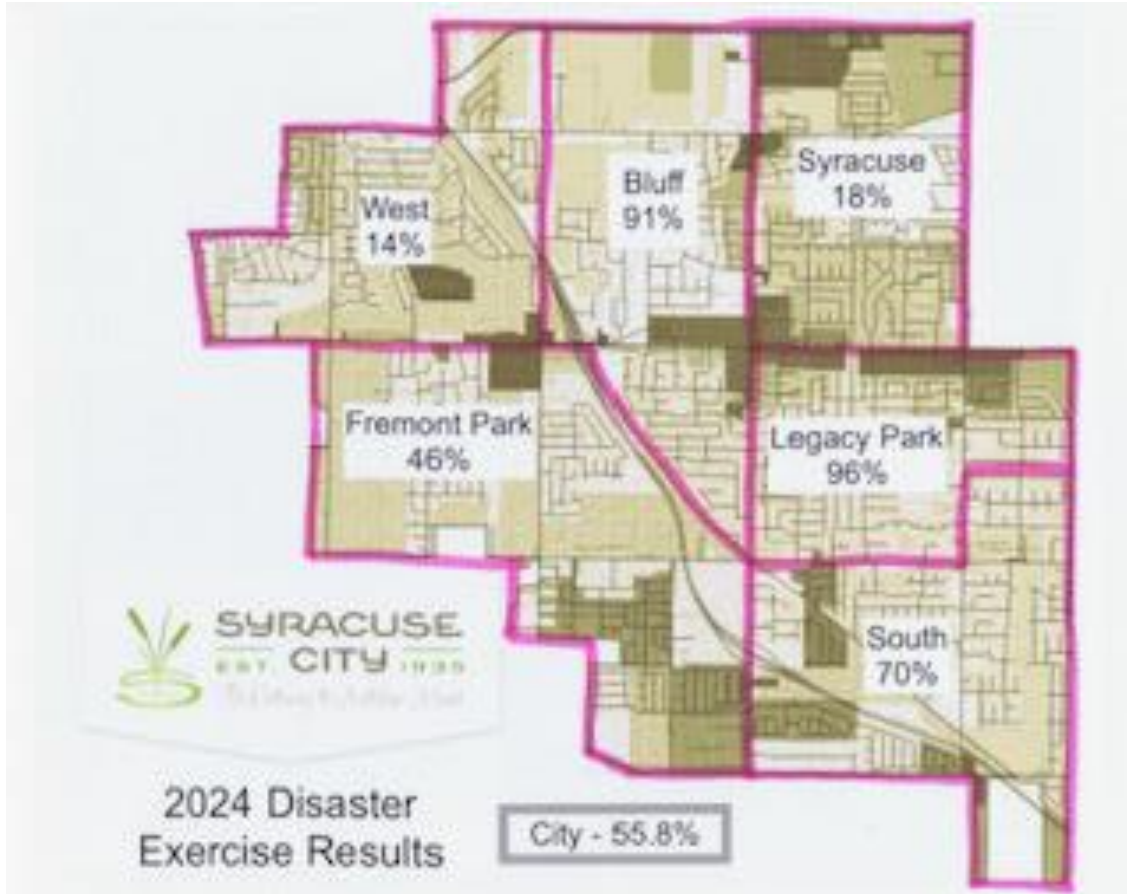 Syracuse
18%
Bluff
91%
West
14%
Fremont Park
46%
Legacy Park
96%
South
70%
SYRACUSE
EST. CITY 1935
2024 Disaster
Exercise Results
City - 55.8%